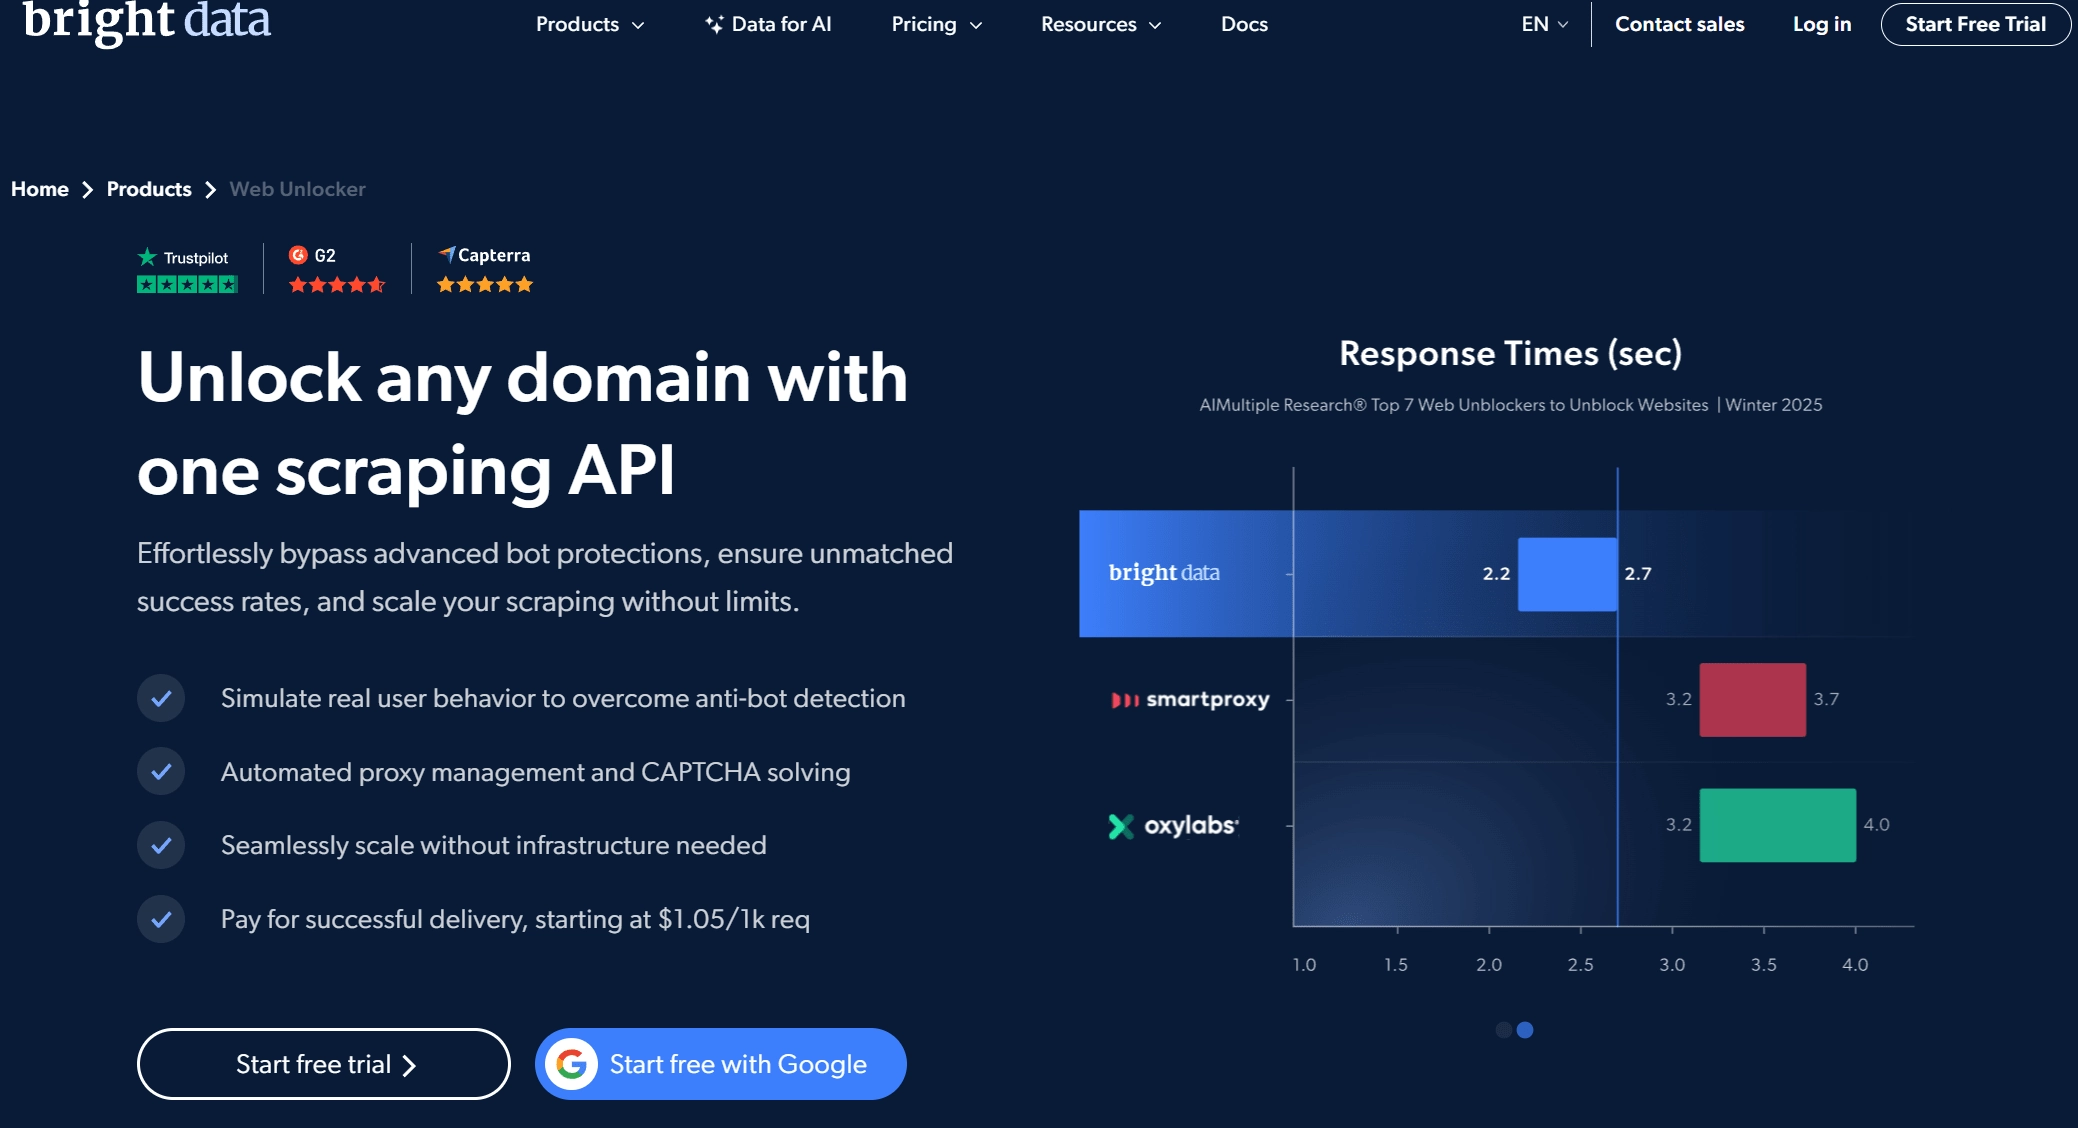 bright data
Products
Data for AI
Pricing
Resources
Docs
EN
Contact sales
Log in
Start Free Trial
Home
Products
Web Unlocker
Trustpilot
G2
Capterra
Unlock any domain with
one scraping API
Effortlessly bypass advanced bot protections, ensure unmatched
success rates, and scale your scraping without limits.
Simulate real user behavior to overcome anti-bot detection
Automated proxy management and CAPTCHA solving
Seamlessly scale without infrastructure needed
Pay for successful delivery, starting at $1.05/1k req
Start free trial
Start free with Google
Response Times (sec)
AIMultiple Research® Top 7 Web Unblockers to Unblock Websites | Winter 2025
bright data
2.2
2.7
smartproxy
3.2
3.7
oxylabs®
3.2
4.0
1.0
1.5
2.0
2.5
3.0
3.5
4.0